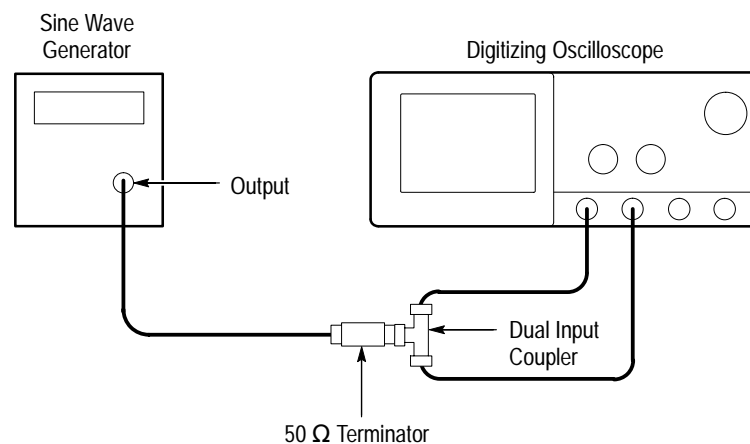 Sine Wave
Generator
Digitizing Oscilloscope
Output
Dual Input
Coupler
50 Ω Terminator